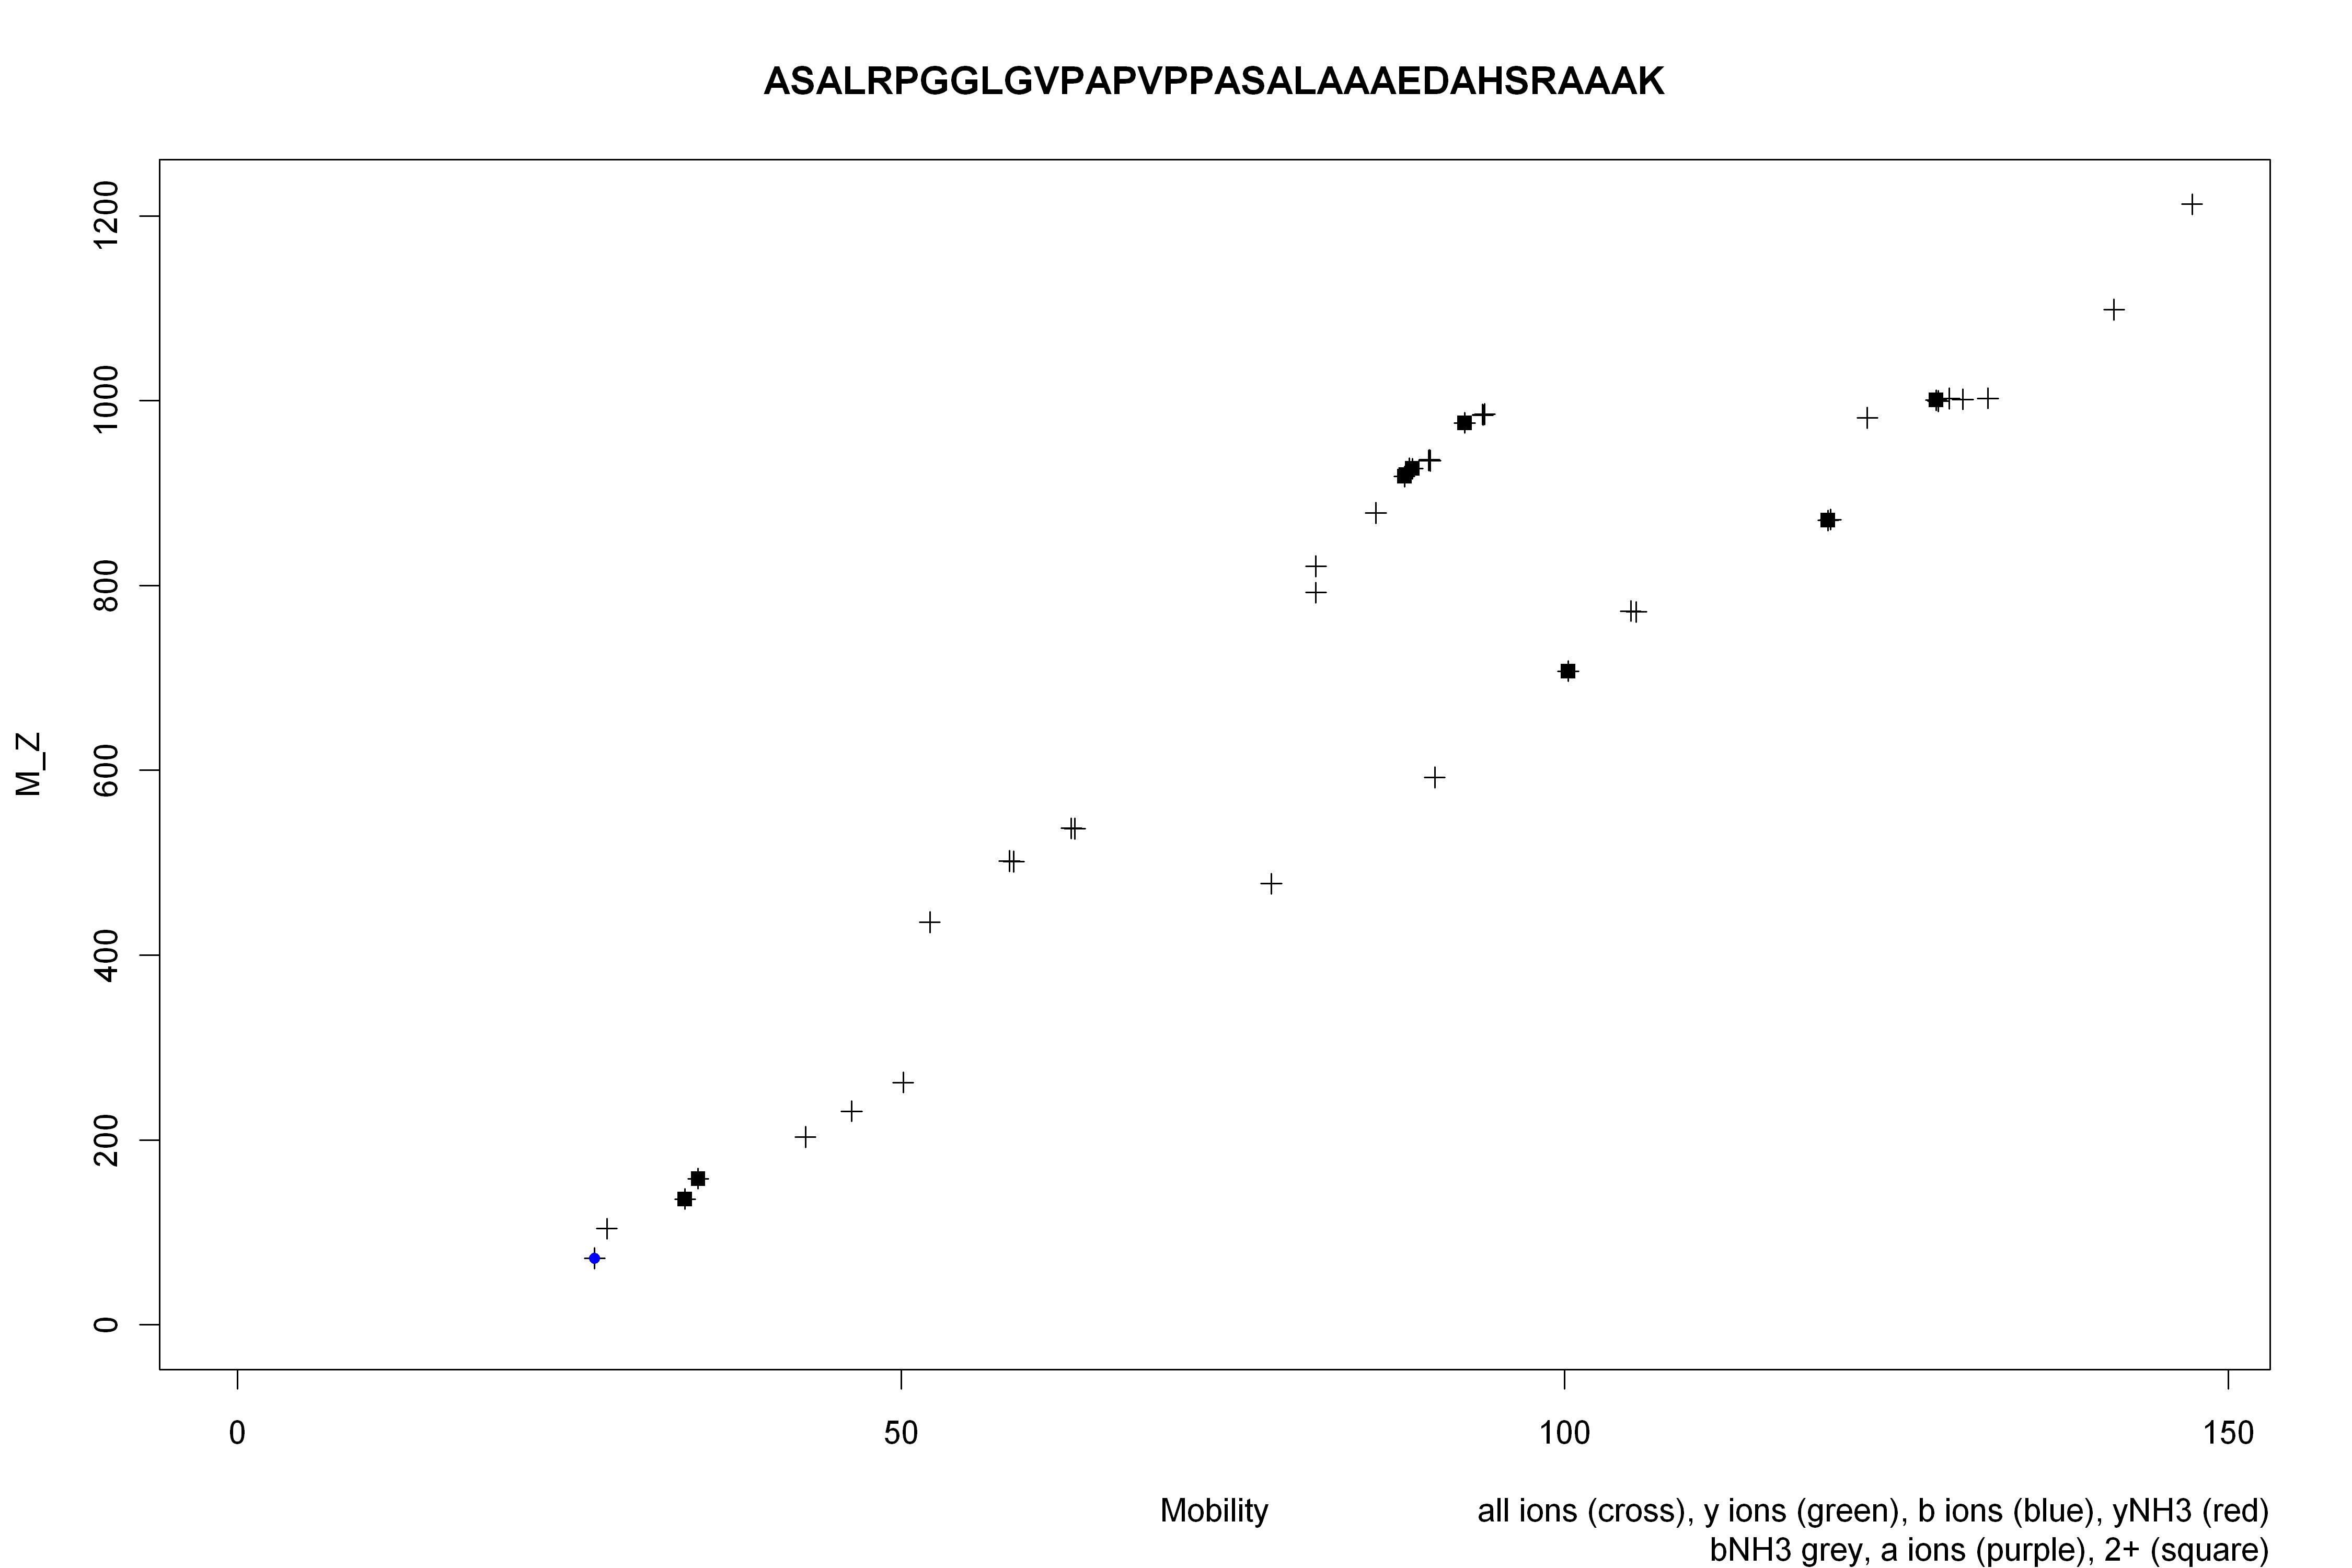 ASALRPGGLGVPAPVPPASALAAAEDAHSRAAAK
1200
1000
800
600
400
200
0
M_Z
0 50 100 150
Mobility
all ions (cross), y ions (green), b ions (blue), yNH3 (red)
bNH3 grey, a ions (purple), 2+ (square)